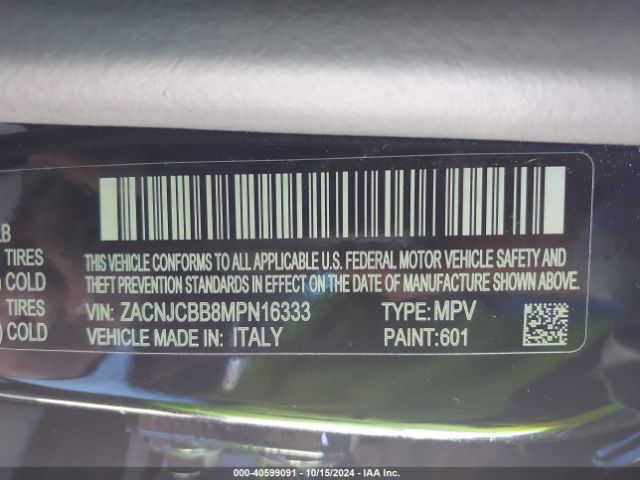 LB
TIRES
COLD
TIRES
COLD
THIS VEHICLE CONFORMS TO ALL APPLICABLE U.S. FEDERAL MOTOR VEHICLE SAFETY AND
THEFT PREVENTION STANDARDS IN EFFECT ON THE DATE OF MANUFACTURE SHOWN ABOVE.
VIN: ZACNJCBB8MPN16333 TYPE: MPV
VEHICLE MADE IN: ITALY PAINT:601
000-40599091 - 10/15/2024 - IAA Inc.